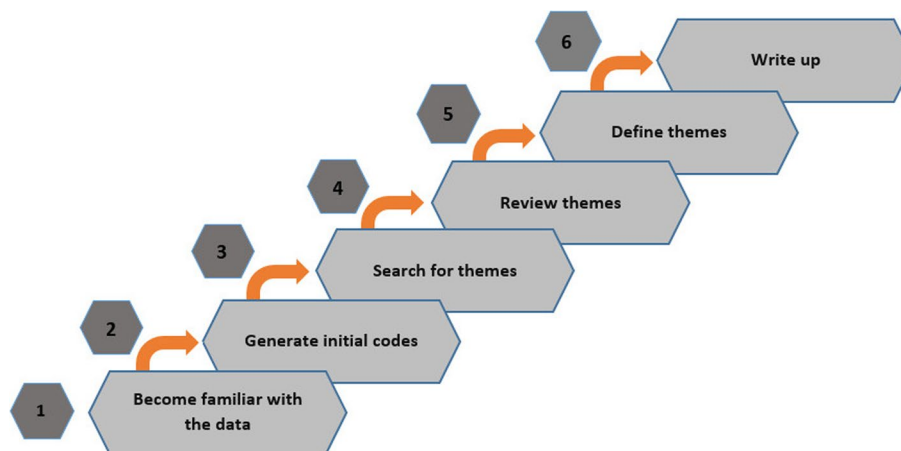 6
Write up
5
Define themes
4
Review themes
3
Search for themes
2
Generate initial codes
1
Become familiar with
the data